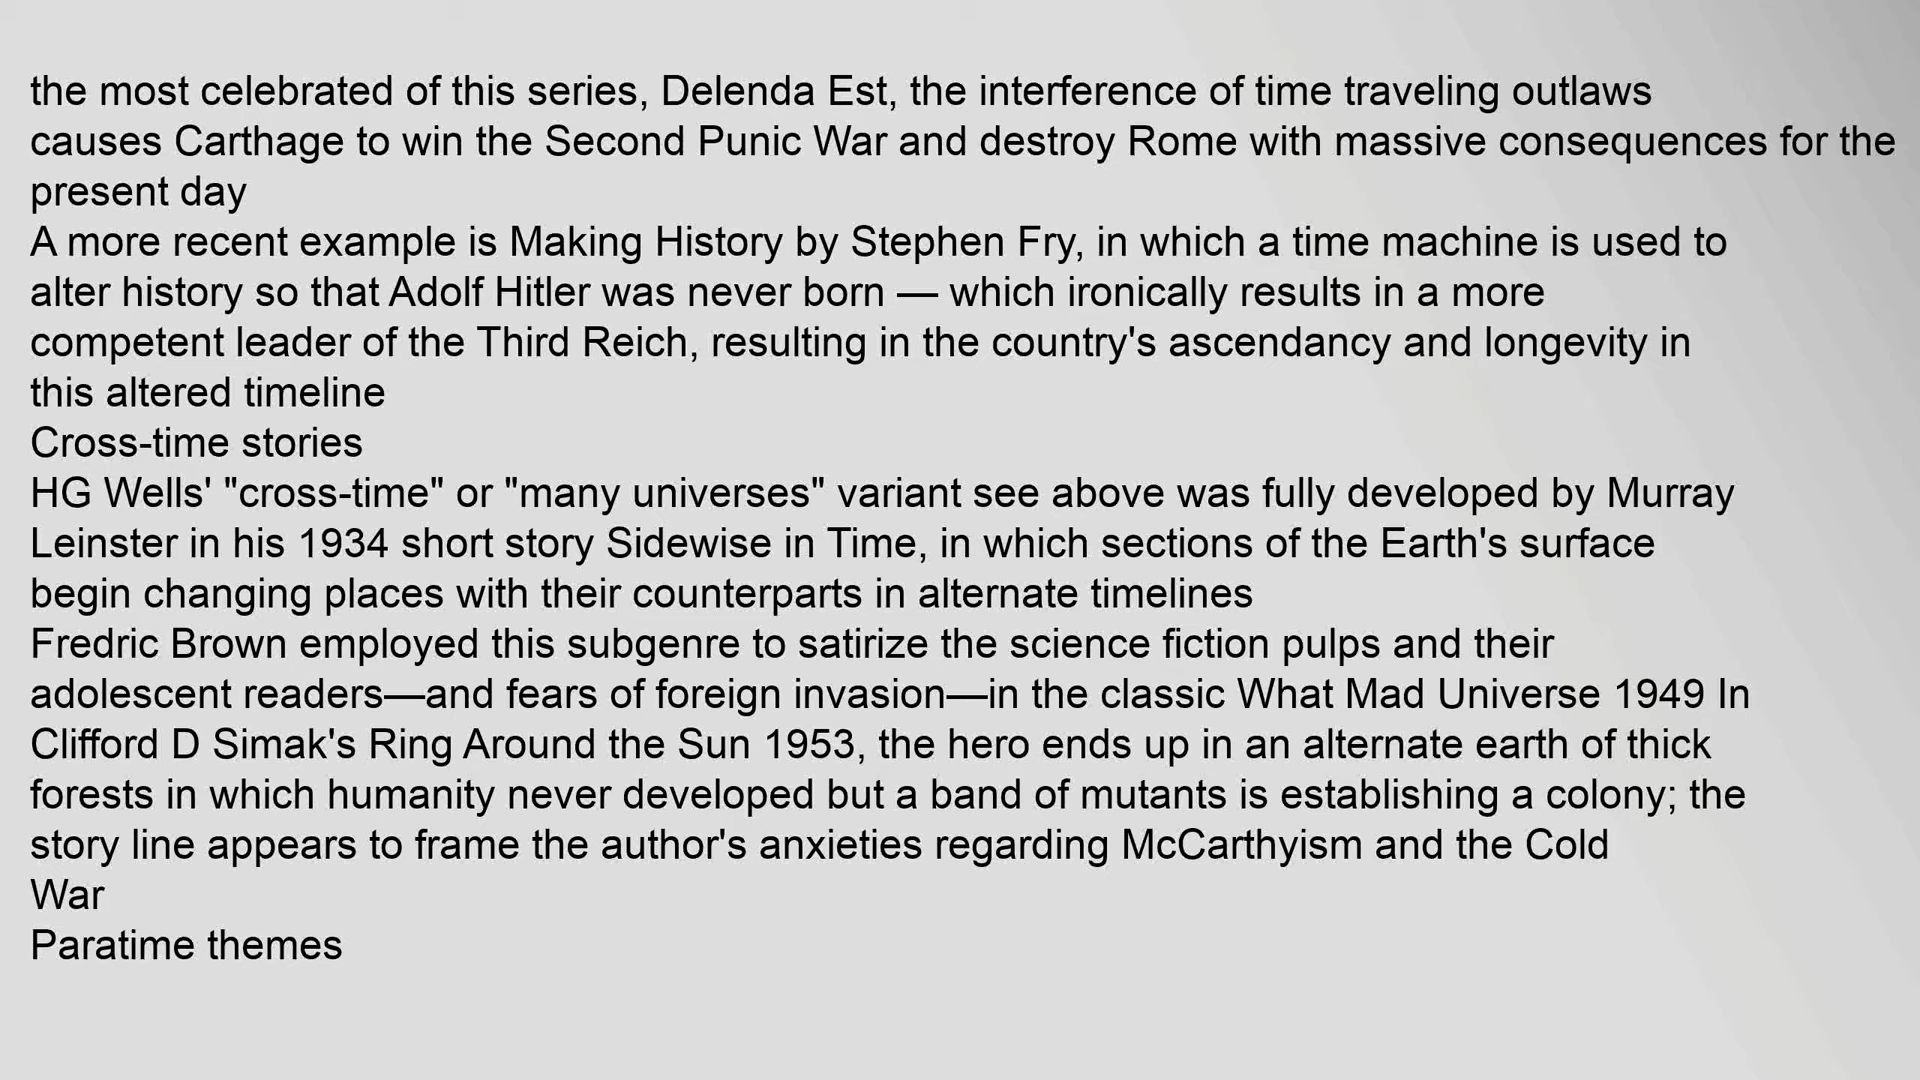 the most celebrated of this series, Delenda Est, the interference of time traveling outlaws
causes Carthage to win the Second Punic War and destroy Rome with massive consequences for the
present day
A more recent example is Making History by Stephen Fry, in which a time machine is used to
alter history so that Adolf Hitler was never born — which ironically results in a more
competent leader of the Third Reich, resulting in the country's ascendancy and longevity in
this altered timeline
Cross-time stories
HG Wells' "cross-time" or "many universes" variant see above was fully developed by Murray
Leinster in his 1934 short story Sidewise in Time, in which sections of the Earth's surface
begin changing places with their counterparts in alternate timelines
Fredric Brown employed this subgenre to satirize the science fiction pulps and their
adolescent readers—and fears of foreign invasion—in the classic What Mad Universe 1949 In
Clifford D Simak's Ring Around the Sun 1953, the hero ends up in an alternate earth of thick
forests in which humanity never developed but a band of mutants is establishing a colony; the
story line appears to frame the author's anxieties regarding McCarthyism and the Cold
War
Paratime themes